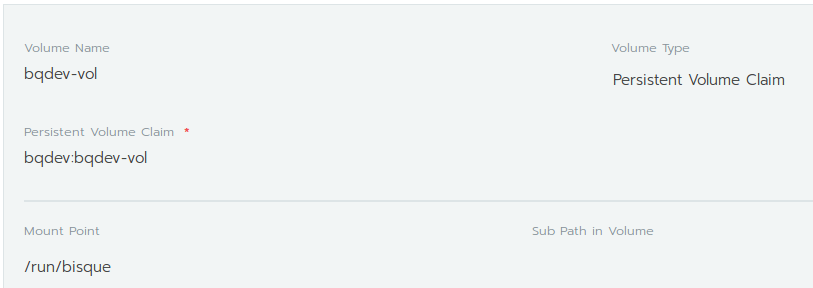 Volume Name
Volume Type
bqdev-vol
Persistent Volume Claim
Persistent Volume Claim *
bqdev:bqdev-vol
Mount Point
Sub Path in Volume
/run/bisque